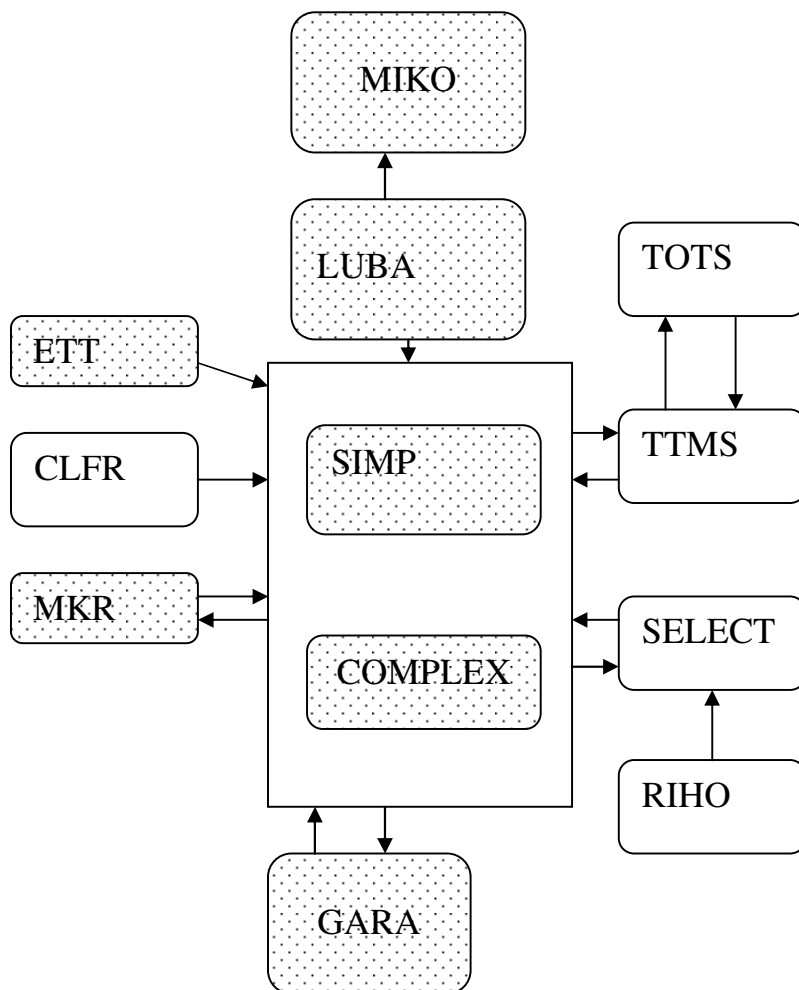 MIKO
LUBA
TOTS
ETT
TTMS
CLFR
SIMP
MKR
SELECT
COMPLEX
RIHO
GARA